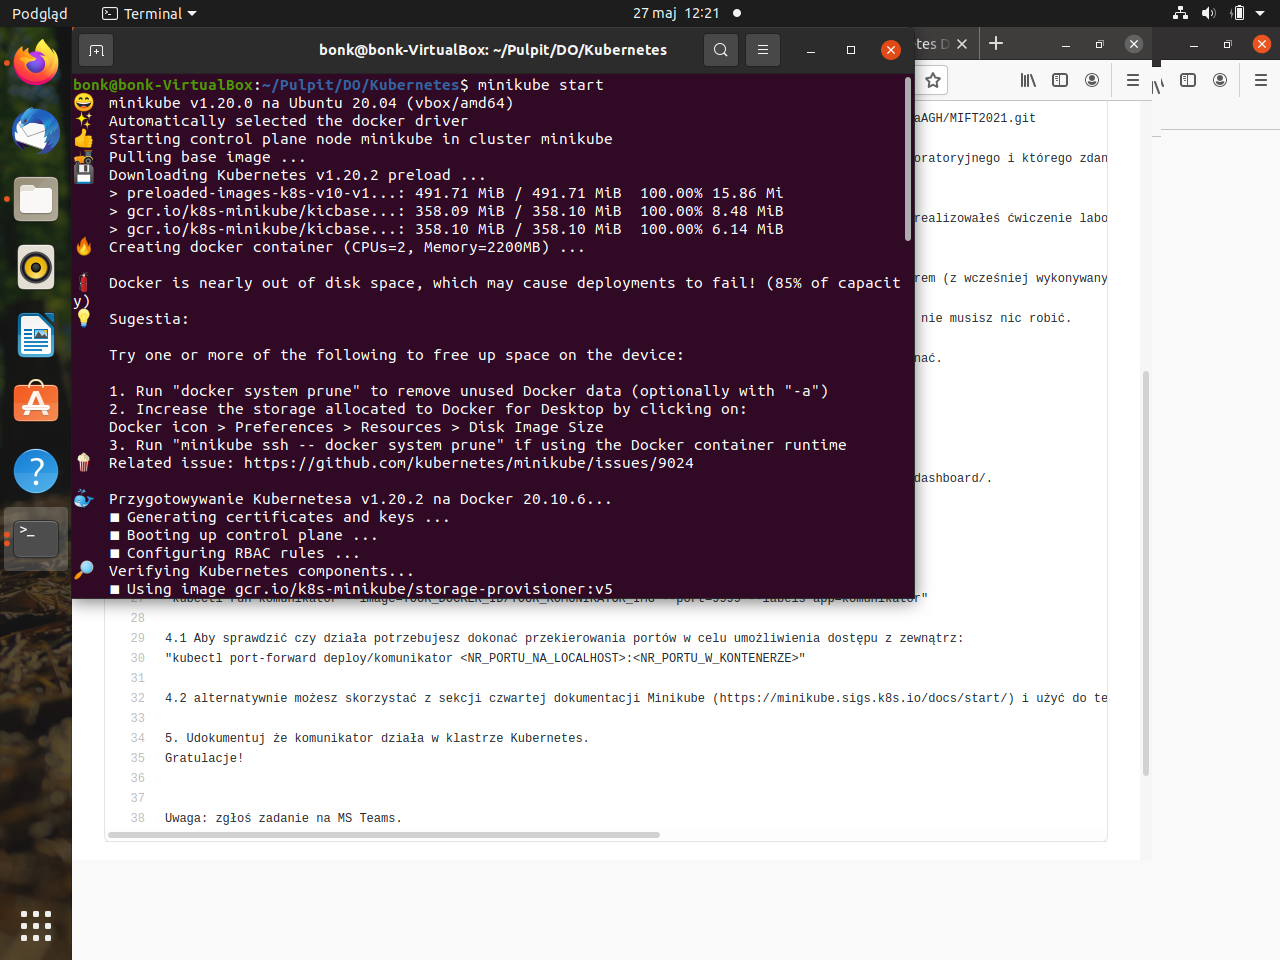 Podgląd
Terminal
27 maj 12:21
bonk@bonk-VirtualBox: ~/Pulpit/DO/Kubernetes
etes D
bonk@bonk-VirtualBox:~/Pulpit/DO/Kubernetes$ minikube start
minikube v1.20.0 na Ubuntu 20.04 (vbox/amd64)
Automatically selected the docker driver
Starting control plane node minikube in cluster minikube
Pulling base image ...
Downloading Kubernetes v1.20.2 preload ...
> preloaded-images-k8s-v10-v1...: 491.71 MiB / 491.71 MiB 100.00% 15.86 Mi
> gcr.io/k8s-minikube/kicbase...: 358.09 MiB / 358.10 MiB 100.00% 8.48 MiB
> gcr.io/k8s-minikube/kicbase...: 358.10 MiB / 358.10 MiB 100.00% 6.14 MiB
Creating docker container (CPUs=2, Memory=2200MB) ...
Docker is nearly out of disk space, which may cause deployments to fail! (85% of capacit
y)
Sugestia:
Try one or more of the following to free up space on the device:
1. Run "docker system prune" to remove unused Docker data (optionally with "-a")
2. Increase the storage allocated to Docker for Desktop by clicking on:
Docker icon > Preferences > Resources > Disk Image Size
3. Run "minikube ssh -- docker system prune" if using the Docker container runtime
Related issue: https://github.com/kubernetes/minikube/issues/9024
Przygotowywanie Kubernetesa v1.20.2 na Docker 20.10.6...
Generating certificates and keys ...
Booting up control plane ...
Configuring RBAC rules ...
Verifying Kubernetes components...
Using image gcr.io/k8s-minikube/storage-provisioner:v5
aAGH/MIFT2021.git
oratoryjnego i którego zdan
realizowałeś ćwiczenie labo
rem (z wcześniej wykonywany
nie musisz nic robić.
nać.
dashboard/.
28
29 4.1 Aby sprawdzić czy działa potrzebujesz dokonać przekierowania portów w celu umożliwienia dostępu z zewnątrz:
30 "kubectl port-forward deploy/komunikator <NR_PORTU_NA_LOCALHOST>:<NR_PORTU_W_KONTENERZE>"
31
32 4.2 alternatywnie możesz skorzystać z sekcji czwartej dokumentacji Minikube (https://minikube.sigs.k8s.io/docs/start/) i użyć do te
33
34 5. Udokumentuj że komunikator działa w klastrze Kubernetes.
35 Gratulacje!
36
37
38 Uwaga: zgłoś zadanie na MS Teams.